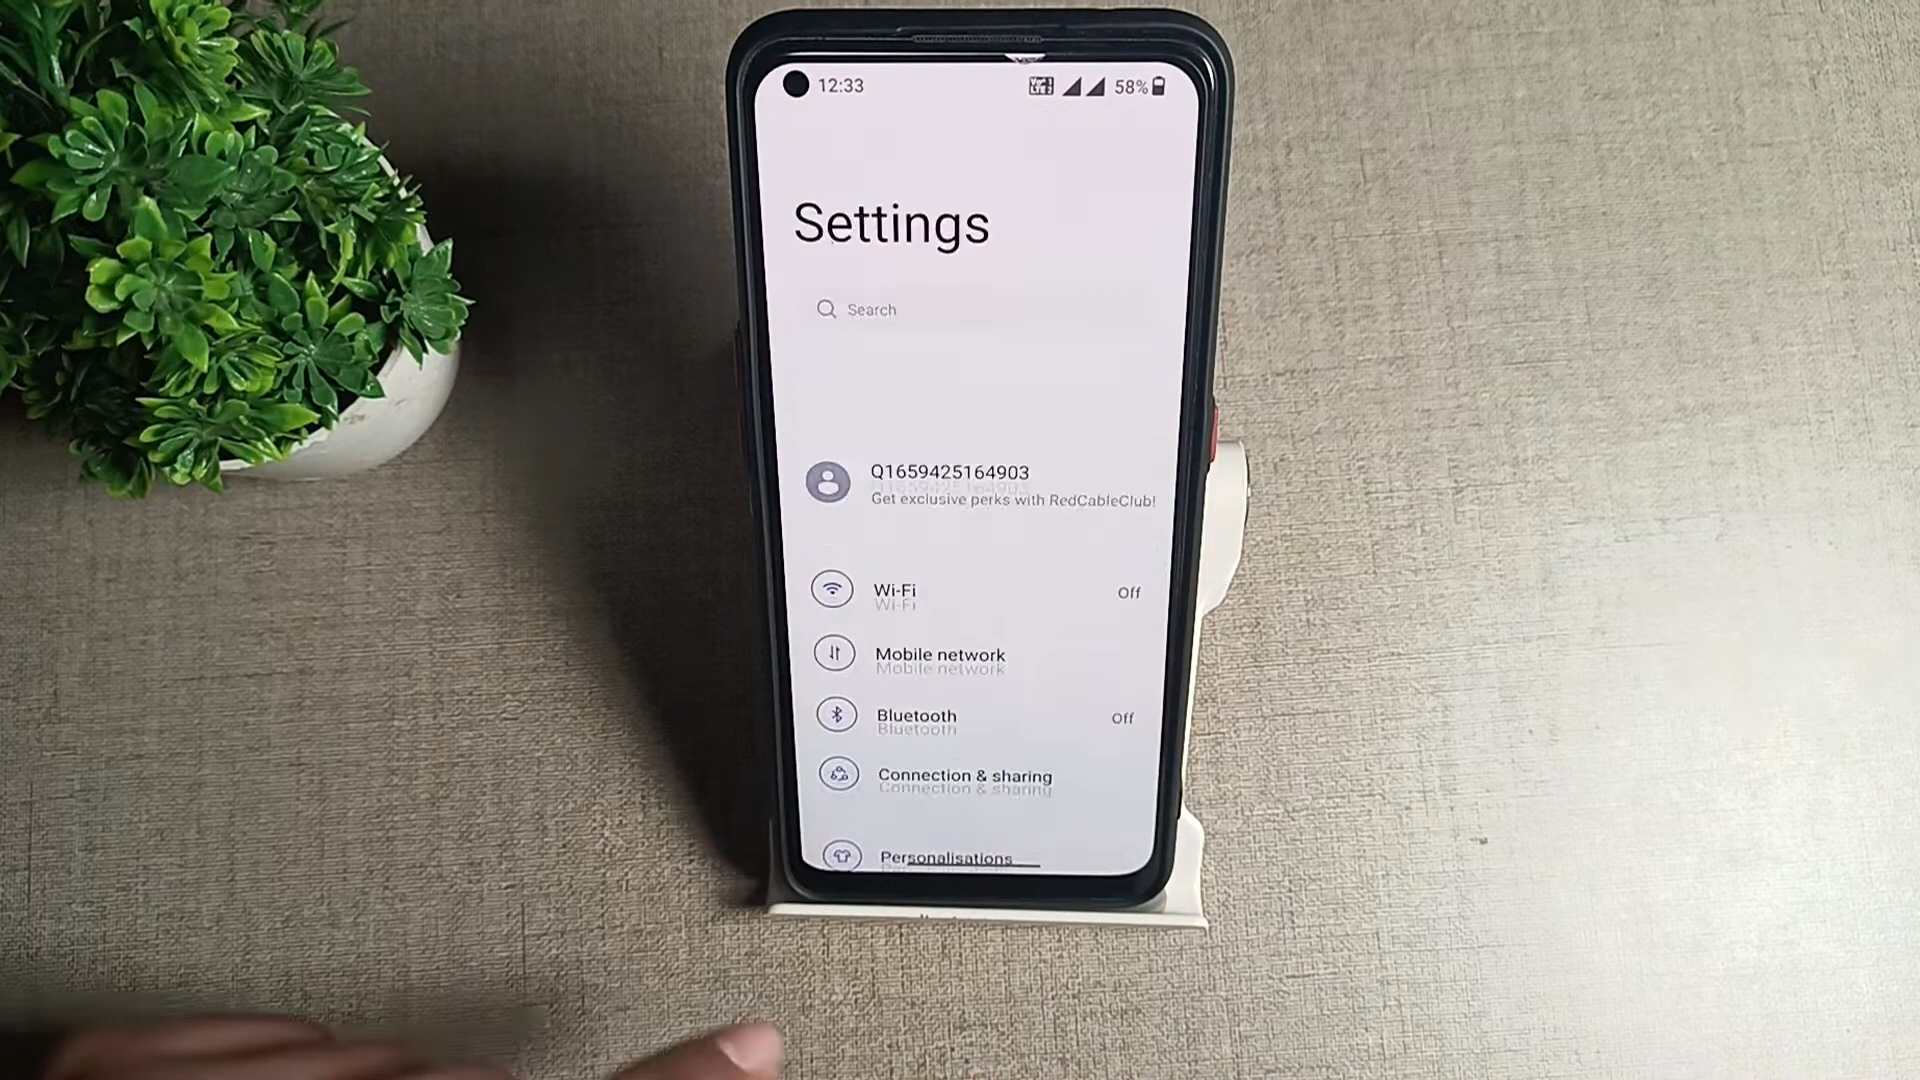 12:33
58%
Settings
Search
Q1659425164903
Get exclusive perks with RedCableClub!
Wi-Fi
Off
Mobile network
Bluetooth
Off
Connection & sharing
Personalisations